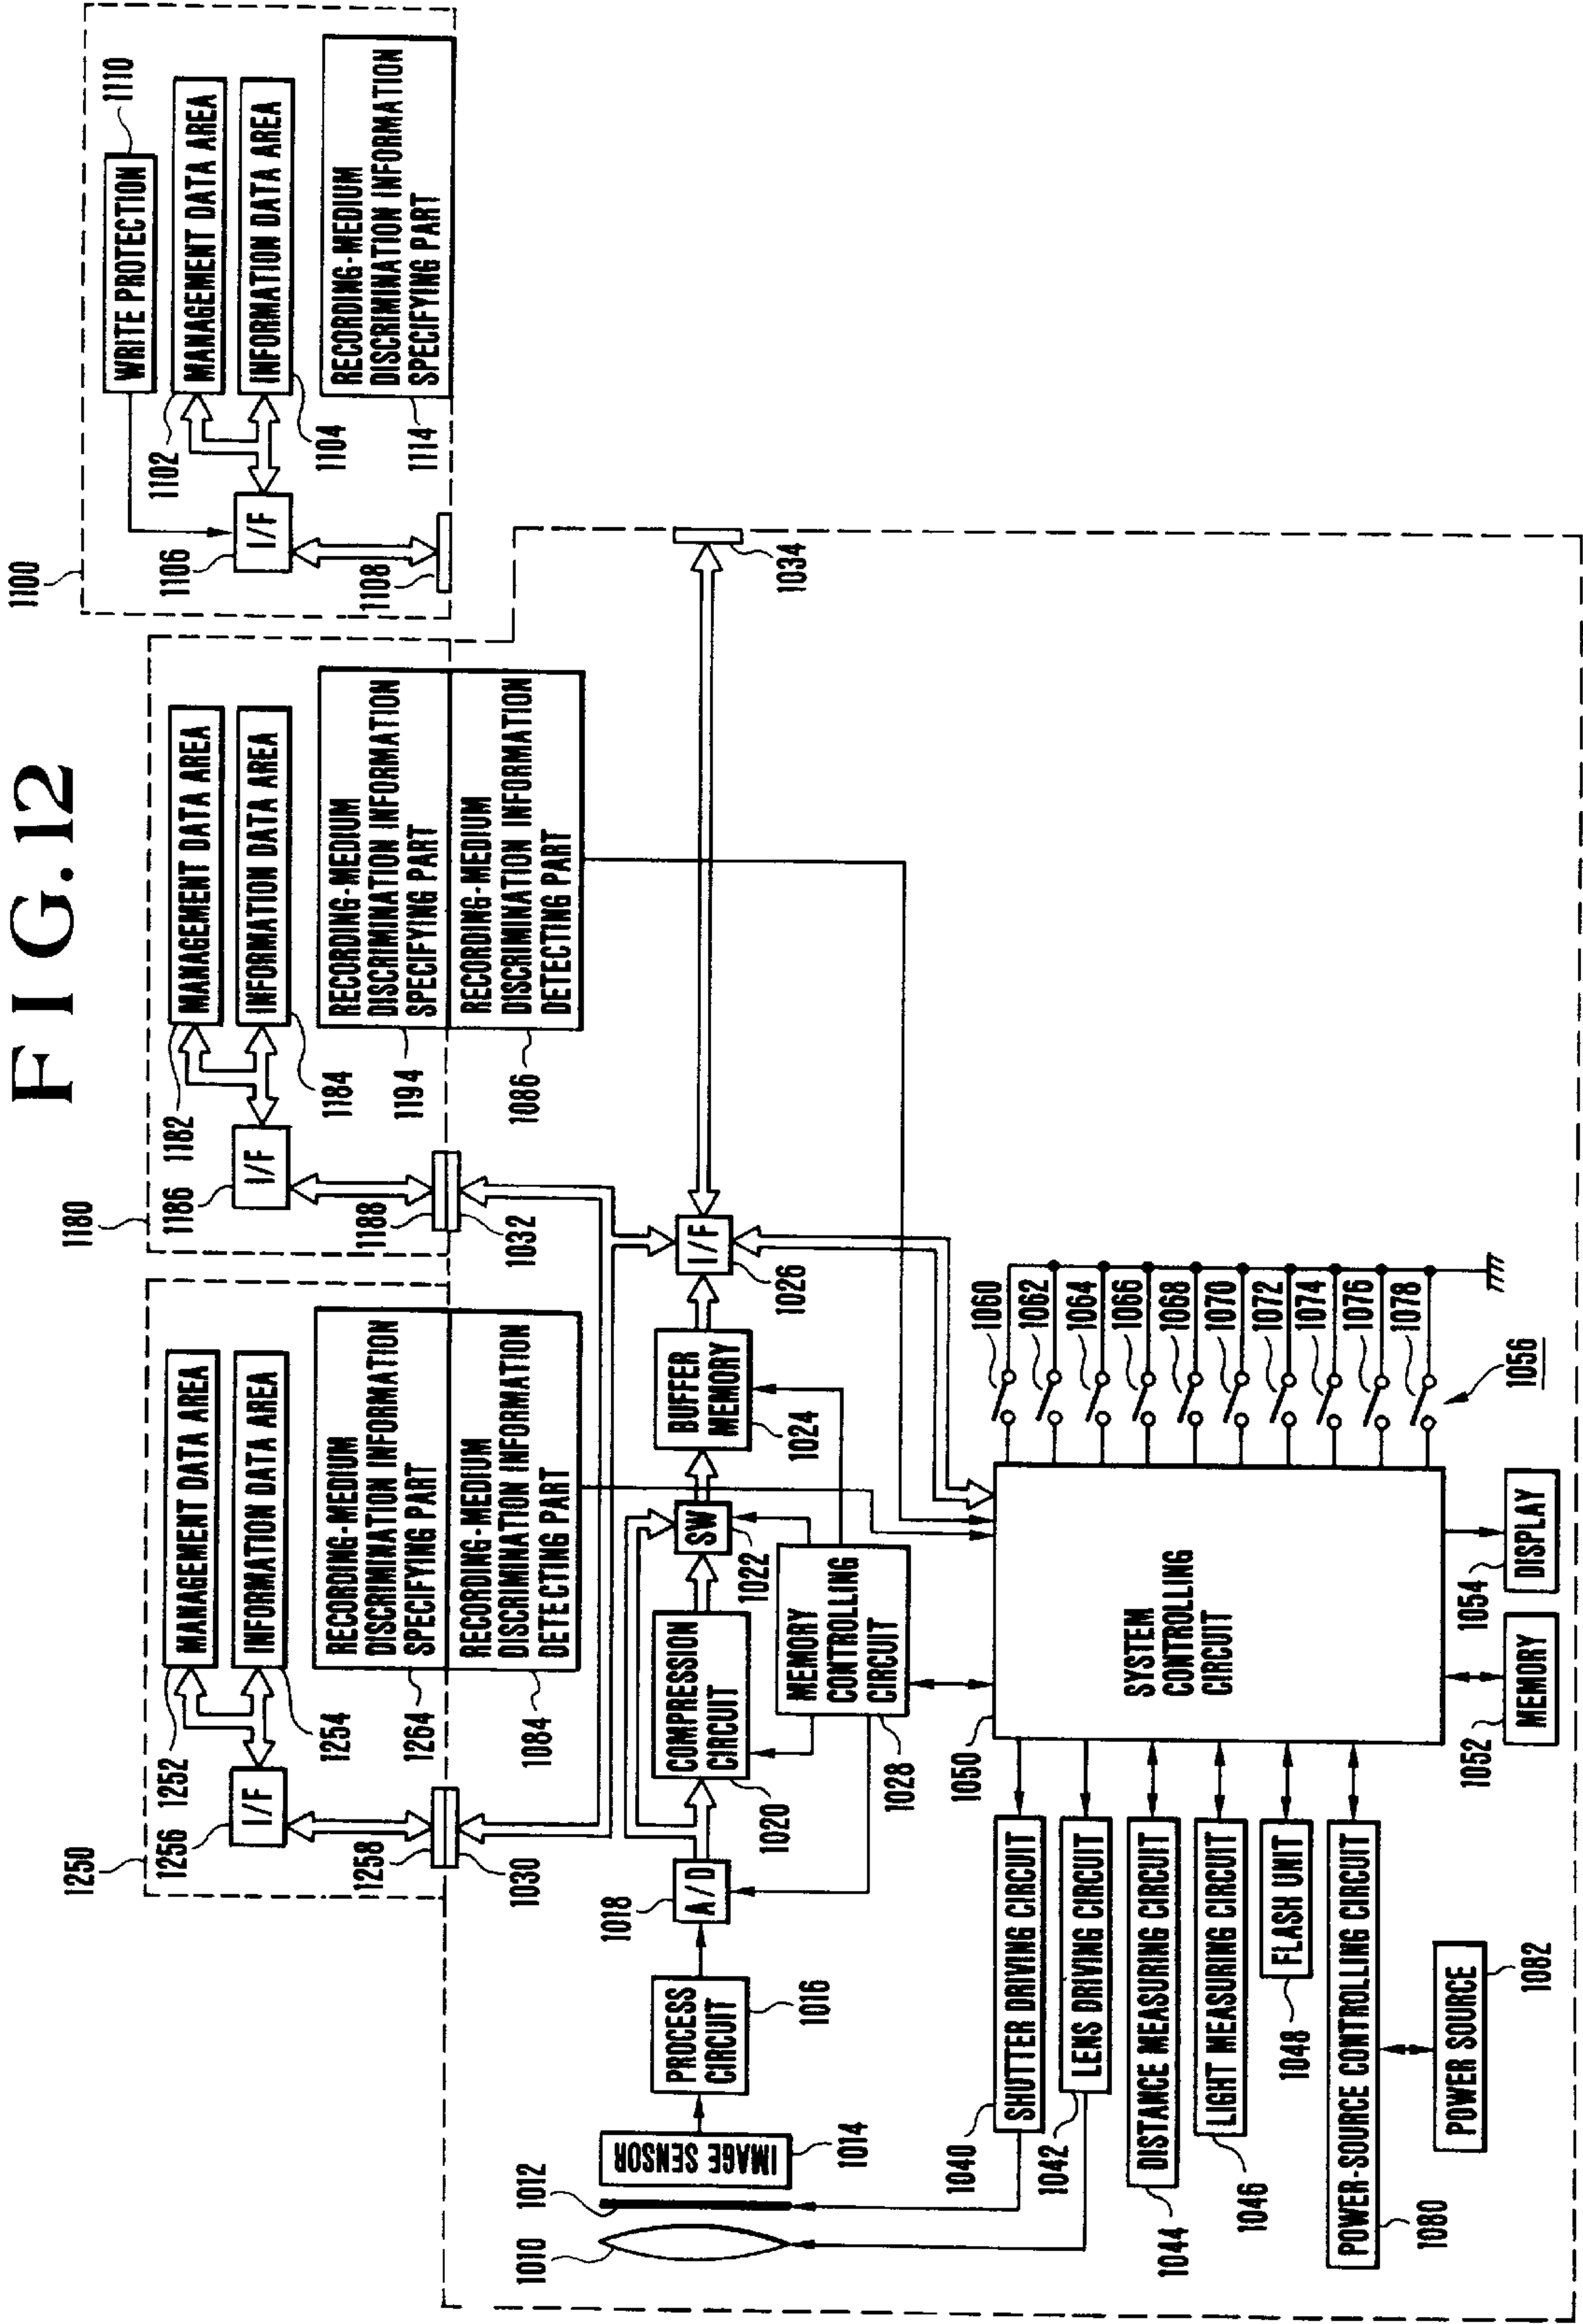 FIG.12
1250
1252
MANAGEMENT DATA AREA
INFORMATION DATA AREA
1254
1256
I/F
RECORDING-MEDIUM
DISCRIMINATION INFORMATION
SPECIFYING PART
1264
RECORDING-MEDIUM
DISCRIMINATION INFORMATION
DETECTING PART
1084
1258
1030
1180
1182
MANAGEMENT DATA AREA
INFORMATION DATA AREA
1184
1186
I/F
RECORDING-MEDIUM
DISCRIMINATION INFORMATION
SPECIFYING PART
1194
RECORDING-MEDIUM
DISCRIMINATION INFORMATION
DETECTING PART
1086
1188
1032
1100
WRITE PROTECTION
1110
1102
MANAGEMENT DATA AREA
INFORMATION DATA AREA
1104
1106
I/F
RECORDING-MEDIUM
DISCRIMINATION INFORMATION
SPECIFYING PART
1114
1108
1034
1010
1012
IMAGE SENSOR
1014
PROCESS
CIRCUIT
1016
1018
A/D
COMPRESSION
CIRCUIT
1020
SW
1022
BUFFER
MEMORY
1024
I/F
1026
MEMORY
CONTROLLING
CIRCUIT
1028
1040
SHUTTER DRIVING CIRCUIT
1042
LENS DRIVING CIRCUIT
DISTANCE MEASURING CIRCUIT
1044
LIGHT MEASURING CIRCUIT
1046
FLASH UNIT
1048
POWER-SOURCE CONTROLLING CIRCUIT
1080
POWER SOURCE
1082
1050
SYSTEM
CONTROLLING
CIRCUIT
1052
MEMORY
1054
DISPLAY
1060
1062
1064
1066
1068
1070
1072
1074
1076
1078
1056